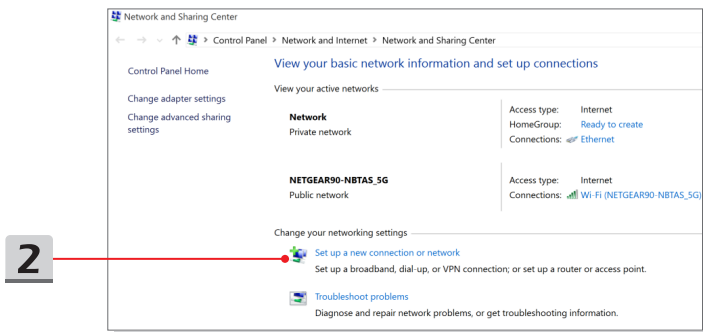 Network and Sharing Center
Control Panel > Network and Internet > Network and Sharing Center
Control Panel Home
Change adapter settings
Change advanced sharing
settings
View your basic network information and set up connections
View your active networks
Network
Private network
Access type: Internet
HomeGroup: Ready to create
Connections: Ethernet
NETGEAR90-NBTAS_5G
Public network
Access type: Internet
Connections: Wi-Fi (NETGEAR90-NBTAS_5G)
Change your networking settings
2
Set up a new connection or network
Set up a broadband, dial-up, or VPN connection; or set up a router or access point.
Troubleshoot problems
Diagnose and repair network problems, or get troubleshooting information.